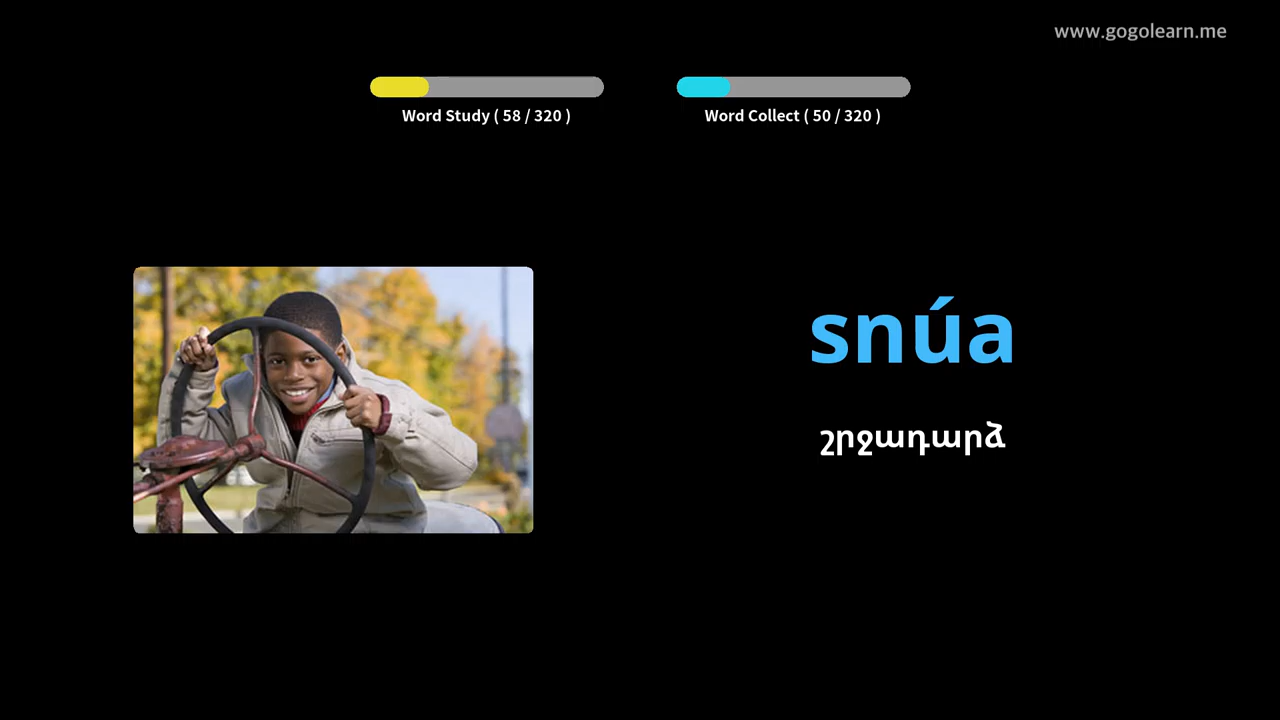 www.gogolearn.me
Word Study ( 58 / 320 )
Word Collect ( 50 / 320 )
snúa
շրջադարձ